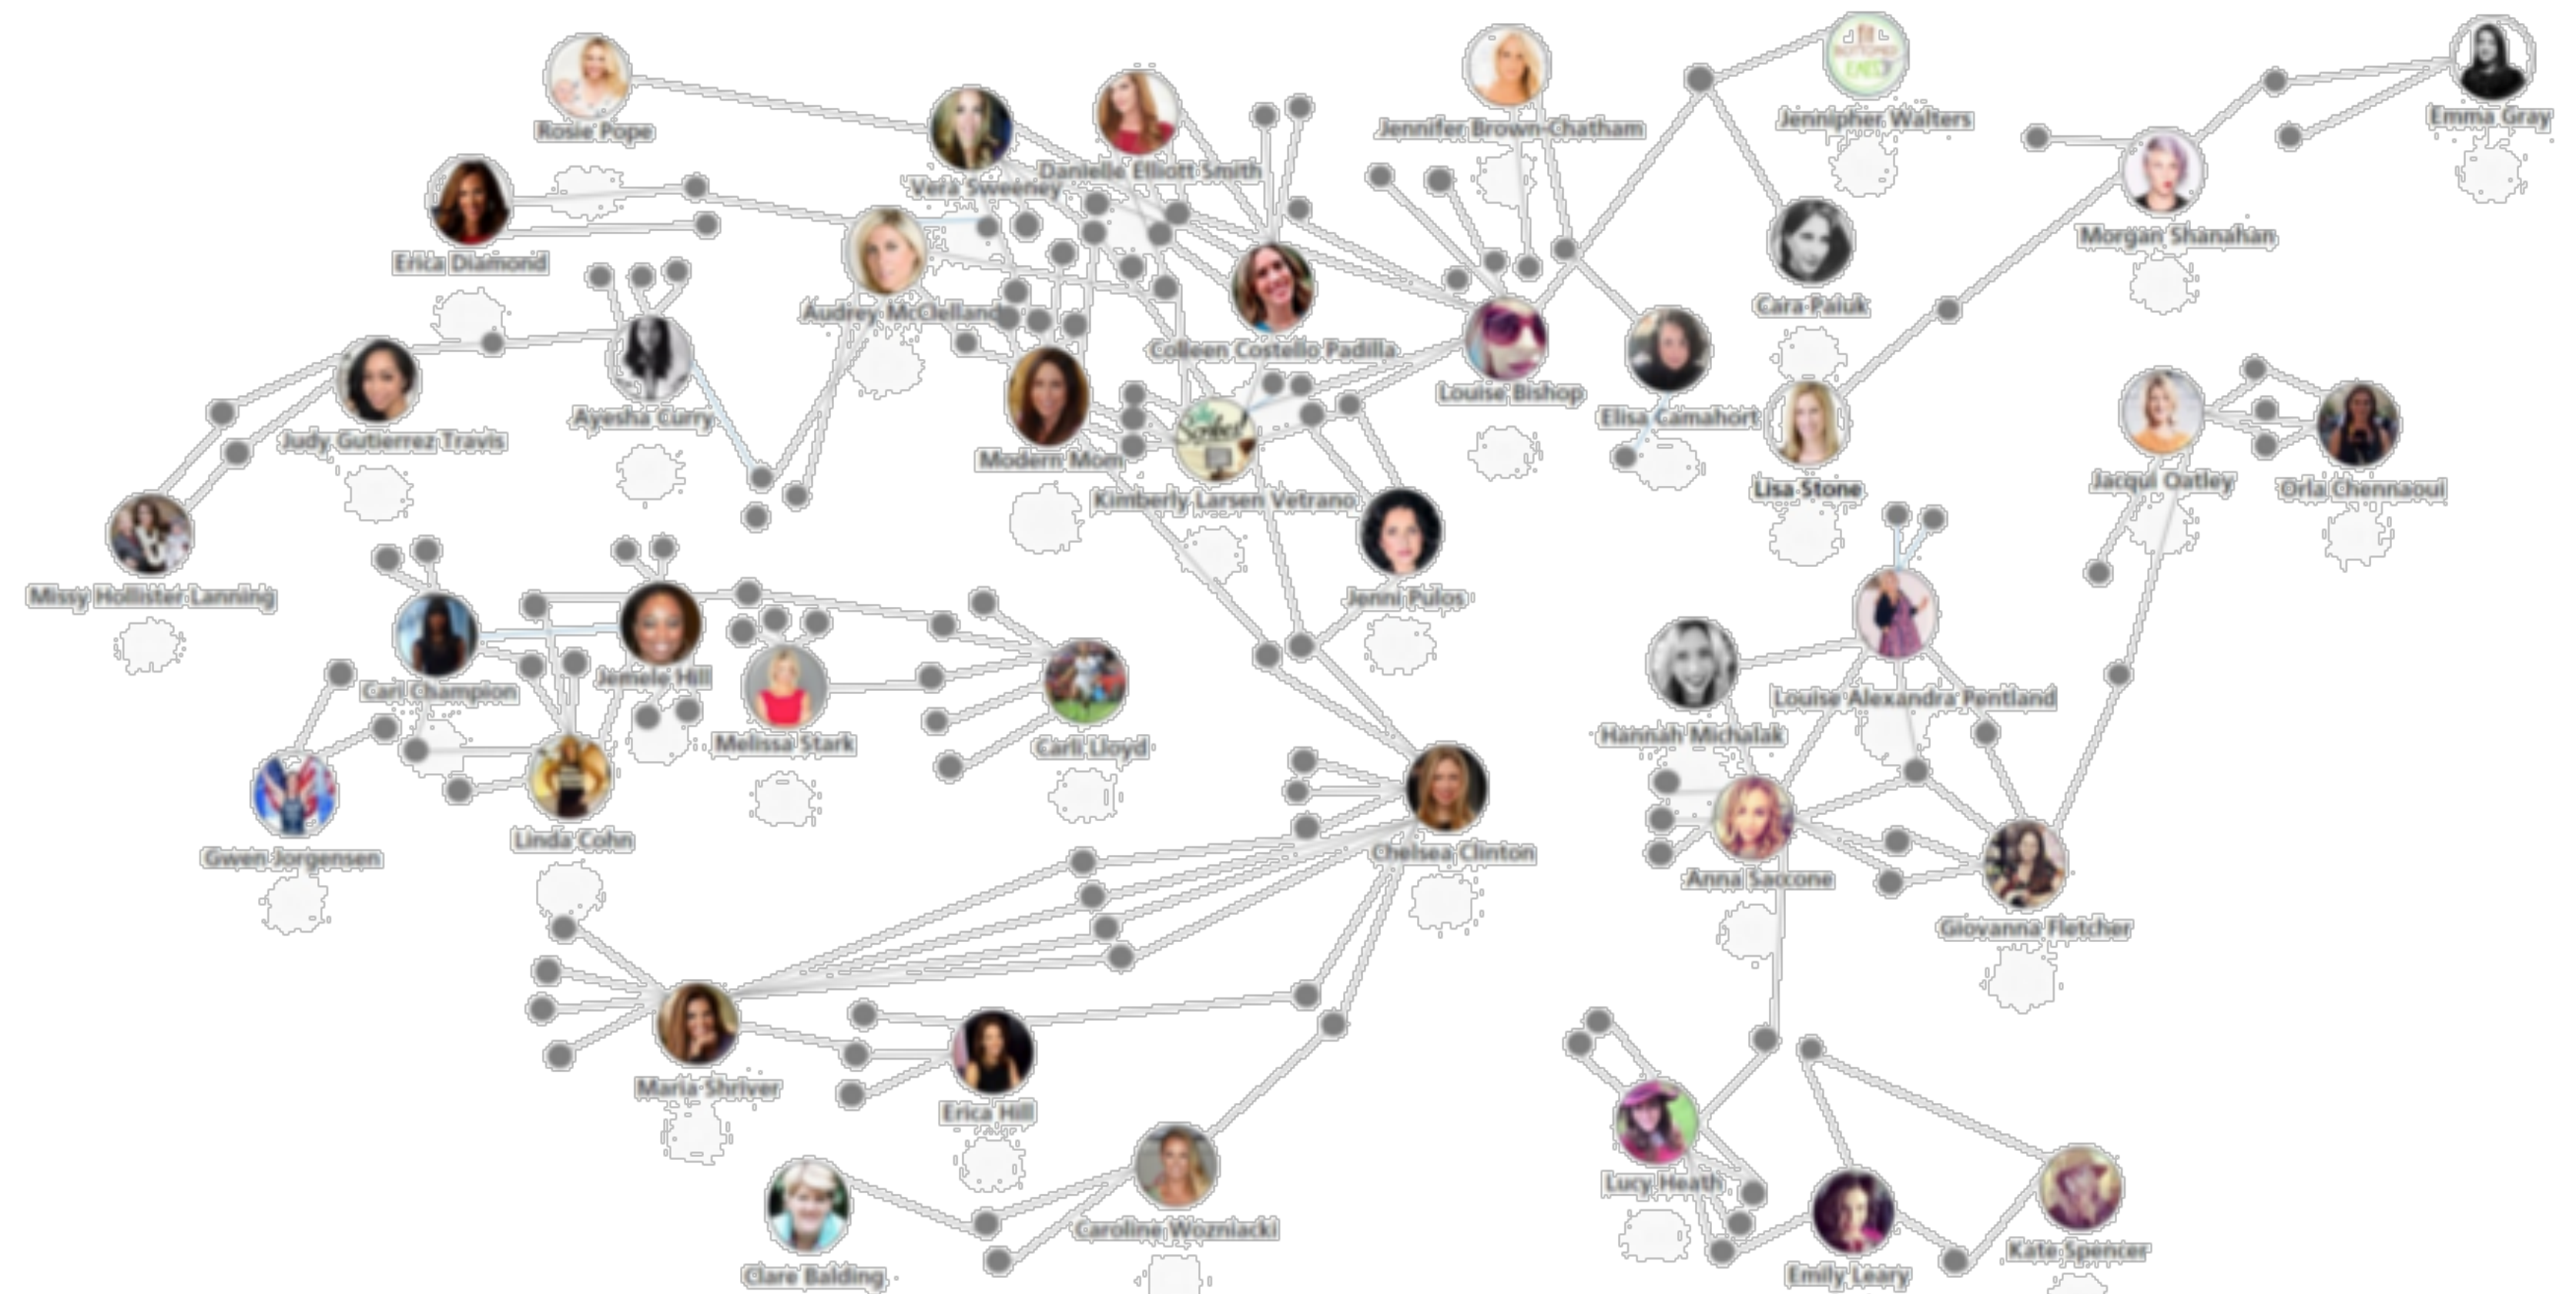 Rosie Pope
Jennifer Brown-Chatham
Jennipher Walters
Emma Gray
Danielle Elliott Smith
Vera Sweeney
Erica Diamond
Morgan Shanahan
Audrey McClelland
Cara Paiuk
Colleen Costello Padilla
Louise Bishop
Elisa Camahort
Ayesha Curry
Judy Gutierrez Travis
Modern Mom
Scribes
Kimberly Larsen Vetrano
Lisa Stone
Jacqui Oatley
Orla Chennaoui
Missy Hollister Lanning
Jenni Pulos
Jemele Hill
Cari Champion
Melissa Stark
Carli Lloyd
Louise Alexandra Pentland
Hannah Michalak
Linda Cohn
Gwen Jorgensen
Chelsea Clinton
Anna Saccone
Giovanna Fletcher
Maria Shriver
Erica Hill
Lucy Heath
Caroline Wozniacki
Kate Spencer
Clare Balding
Emily Leary